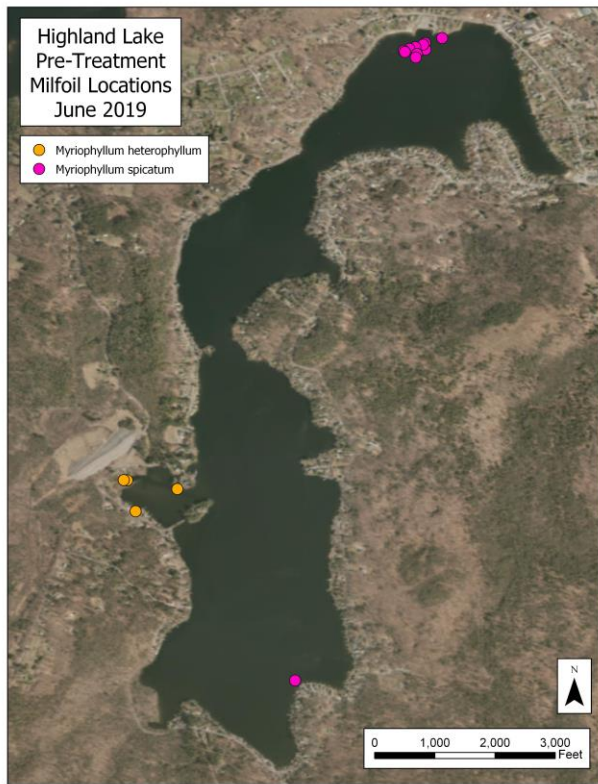 Highland Lake
Pre-Treatment
Milfoil Locations
June 2019
Myriophyllum heterophyllum
Myriophyllum spicatum
N
0 1,000 2,000 3,000
Feet